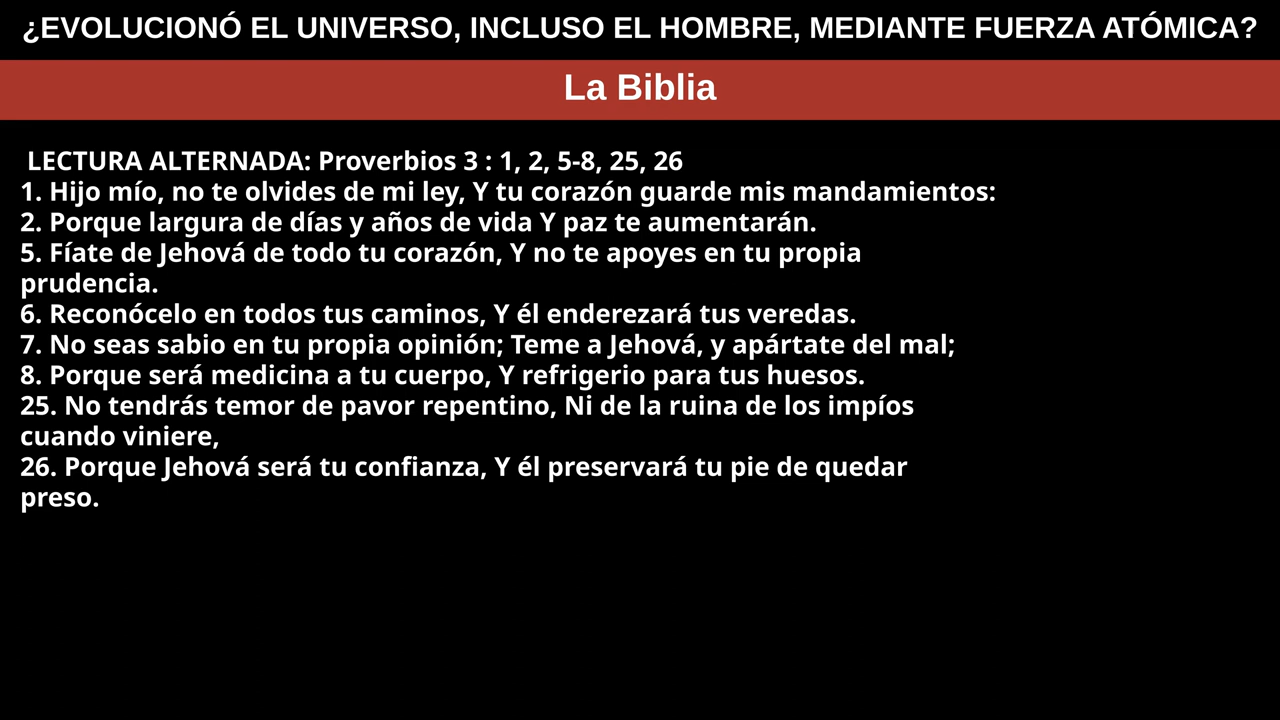 ¿EVOLUCIONÓ EL UNIVERSO, INCLUSO EL HOMBRE, MEDIANTE FUERZA ATÓMICA?
La Biblia
LECTURA ALTERNADA: Proverbios 3 : 1, 2, 5-8, 25, 26
1. Hijo mío, no te olvides de mi ley, Y tu corazón guarde mis mandamientos:
2. Porque largura de días y años de vida Y paz te aumentarán.
5. Fíate de Jehová de todo tu corazón, Y no te apoyes en tu propia
prudencia.
6. Reconócelo en todos tus caminos, Y él enderezará tus veredas.
7. No seas sabio en tu propia opinión; Teme a Jehová, y apártate del mal;
8. Porque será medicina a tu cuerpo, Y refrigerio para tus huesos.
25. No tendrás temor de pavor repentino, Ni de la ruina de los impíos
cuando viniere,
26. Porque Jehová será tu confianza, Y él preservará tu pie de quedar
preso.